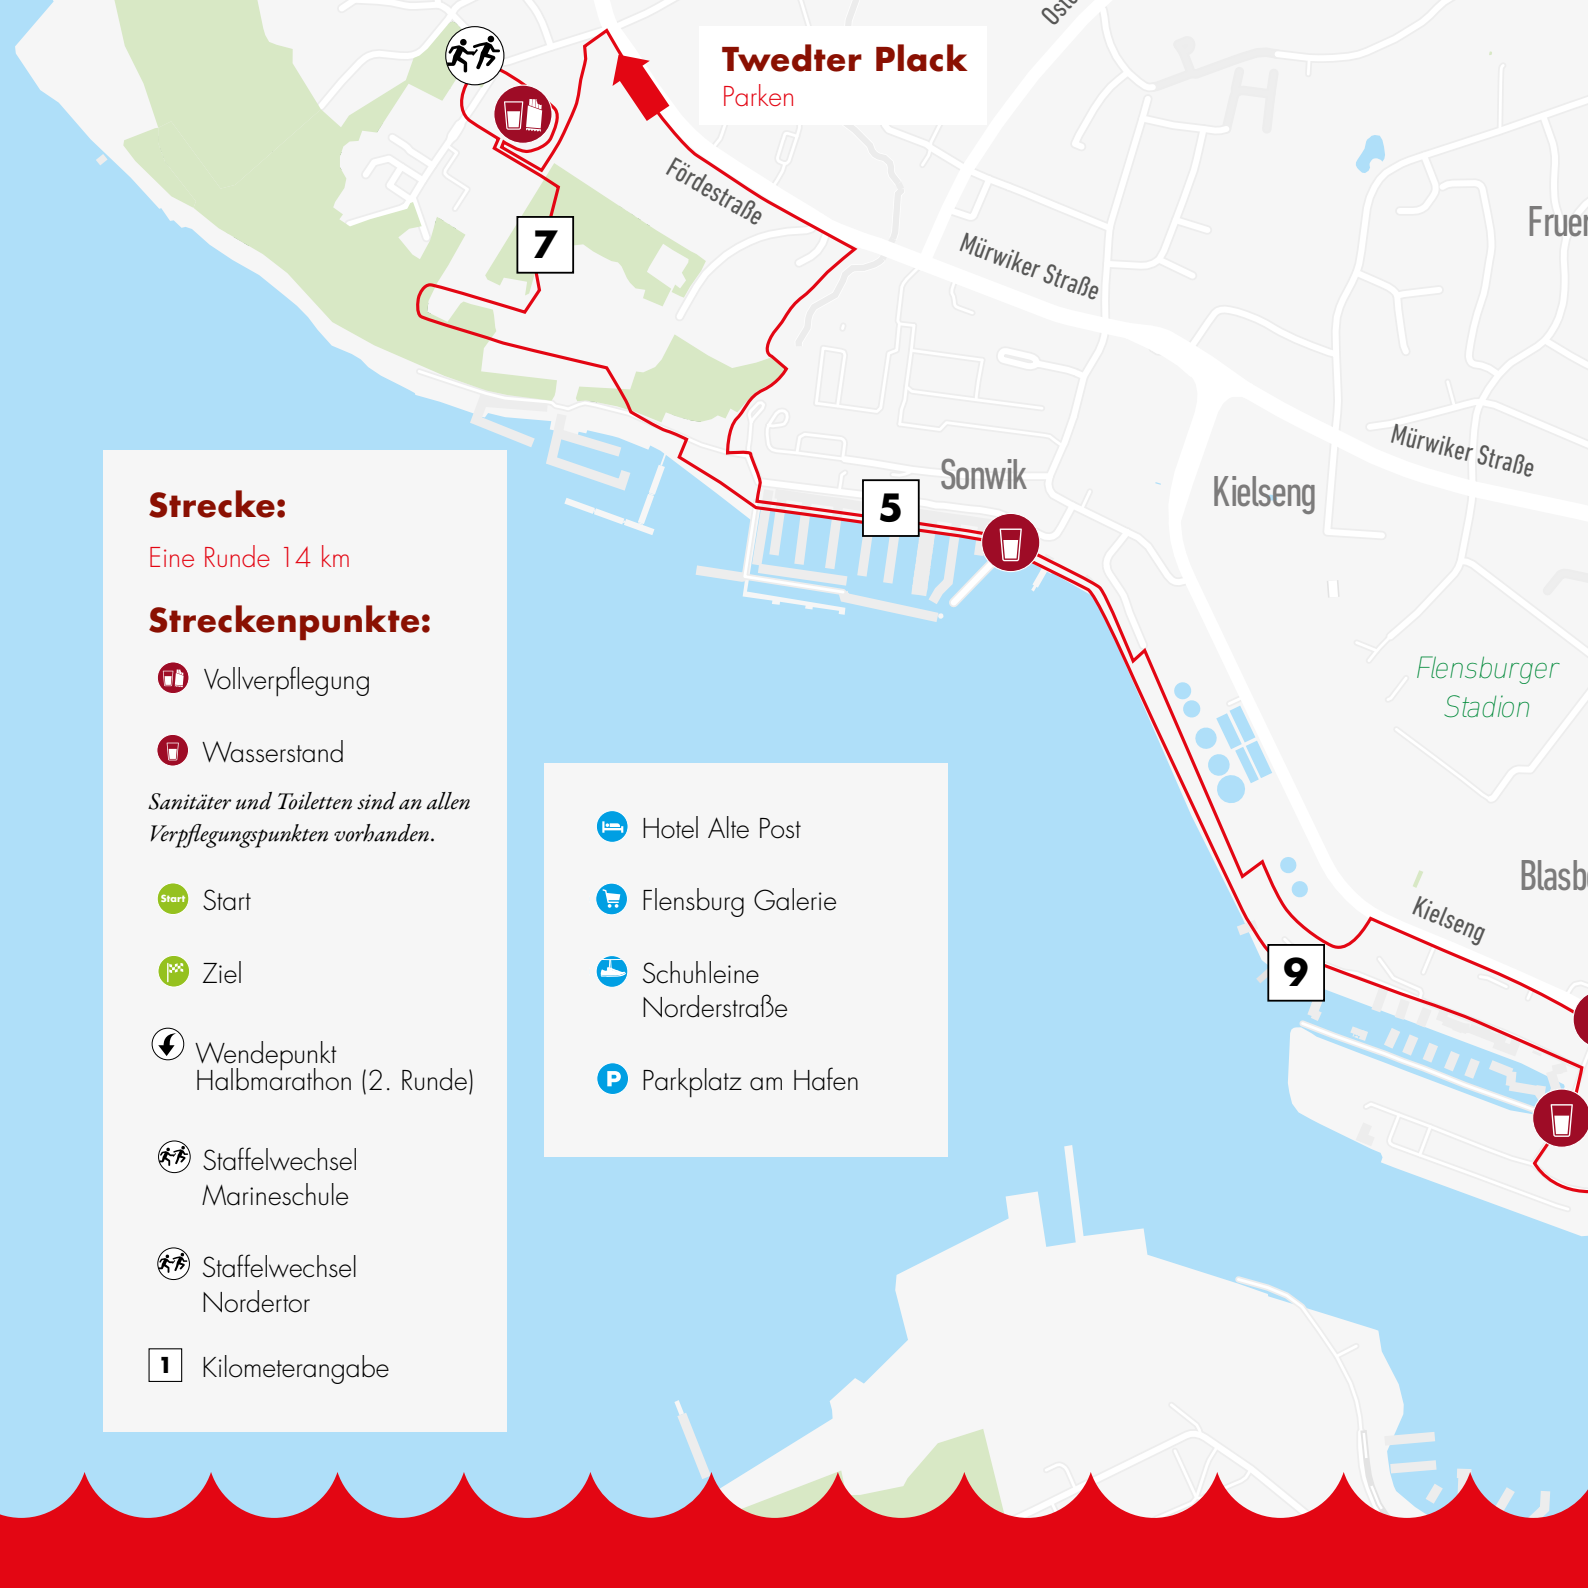 Twedter Plack
Parken
Fördestraße
Mürwiker Straße
Mürwiker Straße
Sonwik
Kielseng
Flensburger
Stadion
Kielseng
7
5
9
Strecke:
Eine Runde 14 km
Streckenpunkte:
Vollverpflegung
Wasserstand
Sanitäter und Toiletten sind an allen
Verpflegungspunkten vorhanden.
Start Start
Ziel
Wendepunkt
Halbmarathon (2. Runde)
Staffelwechsel
Marineschule
Staffelwechsel
Nordertor
1 Kilometerangabe
Hotel Alte Post
Flensburg Galerie
Schuhleine
Norderstraße
P Parkplatz am Hafen